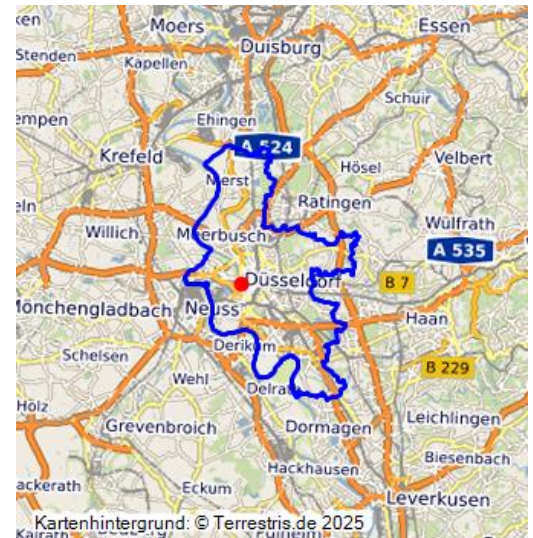 Moers
Essen
Duisburg
Stenden
Kapellen
Schuir
Ehingen
A 524
Krefeld
Velbert
Hösel
Ratingen
Wülfrath
Willich
Meerbusch
A 535
Düsseldorf
B 7
Mönchengladbach
Neuss
Haan
Derikum
Schelsen
B 229
Wehl
Delrath
Holz
Leichlingen
Grevenbroich
Dormagen
Biesenbach
Hackhausen
ackerath
Eckum
Leverkusen
Kartenhintergrund: © Terrestris.de 2025